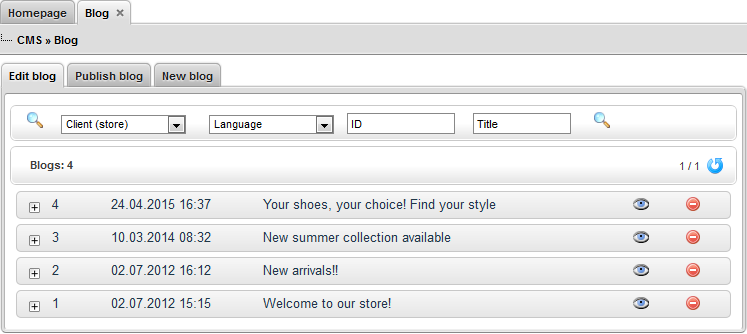 Homepage Blog
CMS » Blog
Edit blog Publish blog New blog
Client (store) Language ID Title
Blogs: 4 1 / 1
4 24.04.2015 16:37 Your shoes, your choice! Find your style
3 10.03.2014 08:32 New summer collection available
2 02.07.2012 16:12 New arrivals!!
1 02.07.2012 15:15 Welcome to our store!